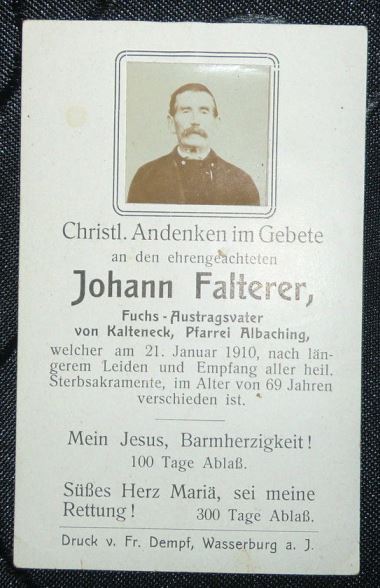 Christl. Andenken im Gebete
an den ehrengeachteten
Johann Falterer,
Fuchs-Austragsvater
von Kalteneck, Pfarrei Albaching,
welcher am 21. Januar 1910, nach län-
gerem Leiden und Empfang aller heil.
Sterbsakramente, im Alter von 69 Jahren
verschieden ist.
Mein Jesus, Barmherzigkeit!
100 Tage Ablaß.
Süßes Herz Mariä, sei meine
Rettung! 300 Tage Ablaß.
Druck v. Fr. Dempf, Wasserburg a. J.